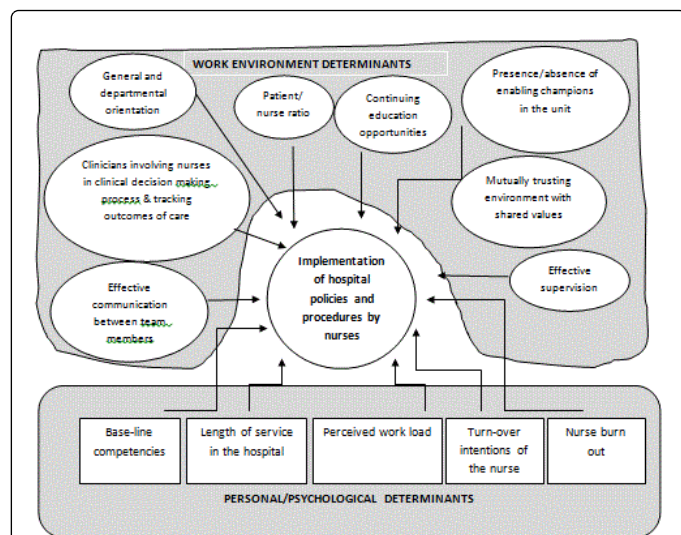 WORK ENVIRONMENT DETERMINANTS
General and
departmental
orientation
Patient/
nurse ratio
Continuing
education
opportunities
Presence/absence of
enabling champions
in the unit
Clinicians involving nurses
in clinical decision making
process & tracking
outcomes of care
Mutually trusting
environment with
shared values
Effective
communication
between team
members
Implementation
of hospital
policies and
procedures by
nurses
Effective
supervision
Base-line
competencies
Length of service
in the hospital
Perceived work load
Turn-over
intentions of
the nurse
Nurse burn
out
PERSONAL/PSYCHOLOGICAL DETERMINANTS